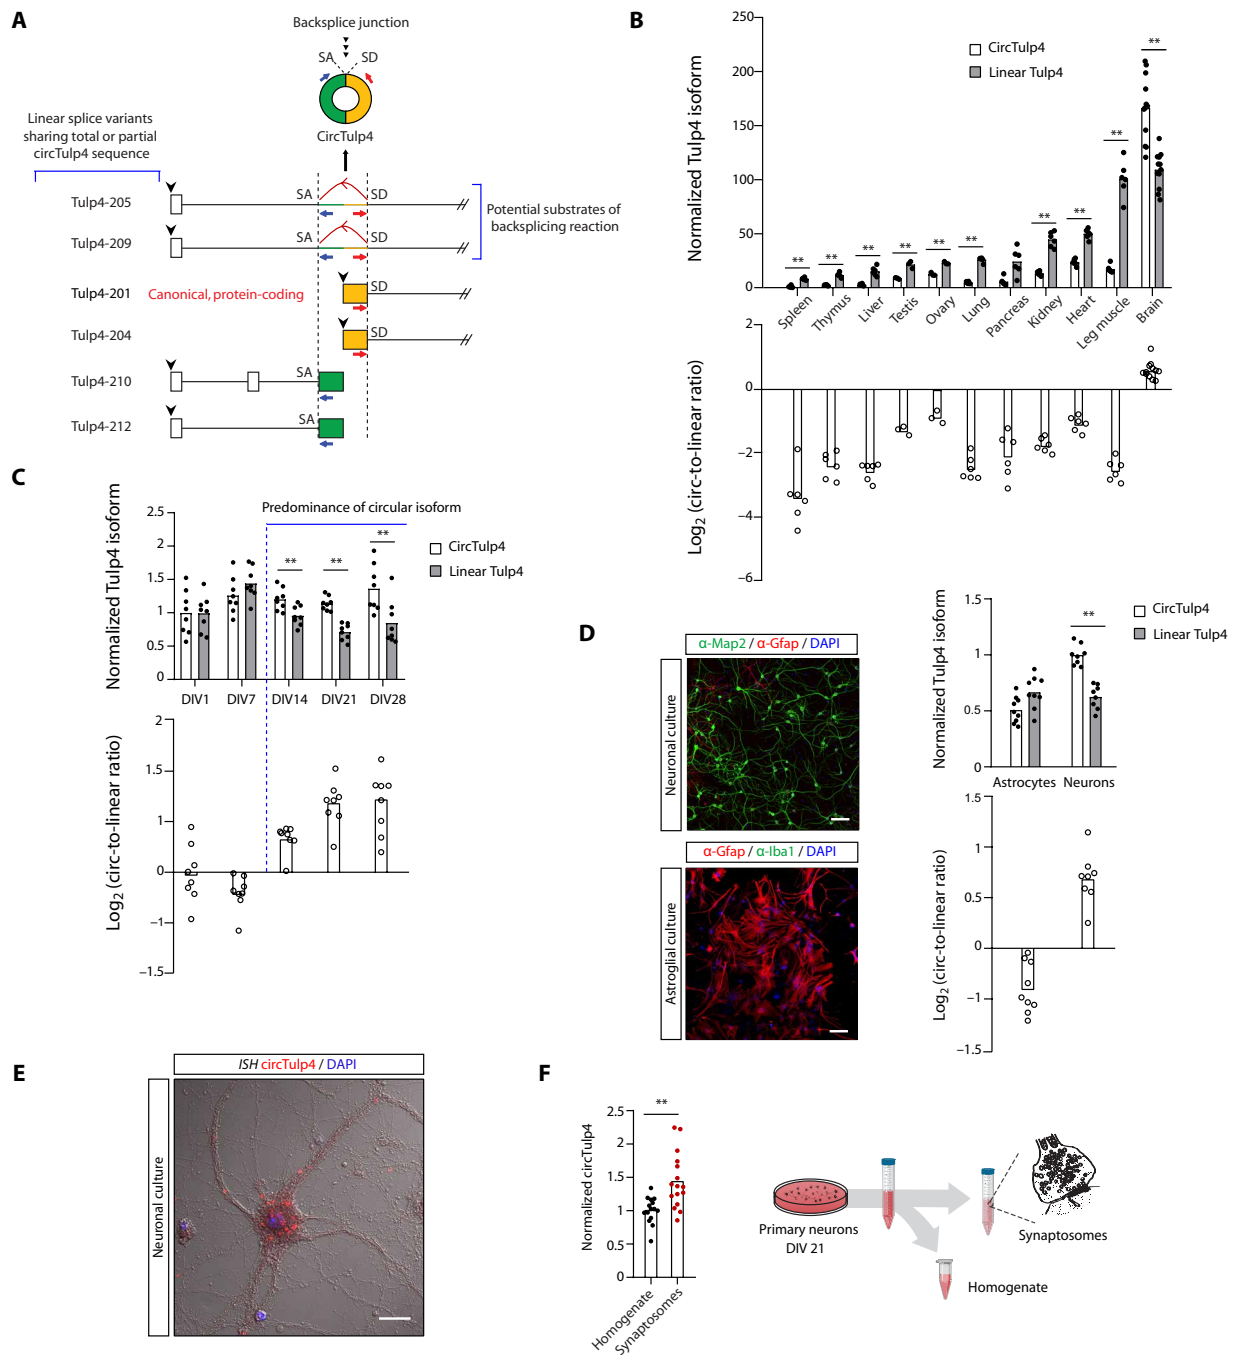 A
Backsplice junction
SA
SD
CircTulp4
Linear splice variants
sharing total or partial
circTulp4 sequence
Tulp4-205
SA
SD
Tulp4-209
SD
Potential substrates of
backsplicing reaction
Tulp4-201
Canonical, protein-coding
SD
Tulp4-204
SD
Tulp4-210
SA
Tulp4-212
SA
B
Normalized Tulp4 isoform
250
200
150
100
50
0
CircTulp4
Linear Tulp4
**
**
**
**
**
**
**
**
**
**
Spleen
Thymus
Liver
Testis
Ovary
Lung
Pancreas
Kidney
Heart
Leg muscle
Brain
Log2 (circ-to-linear ratio)
2
0
−2
−4
−6
C
Predominance of circular isoform
Normalized Tulp4 isoform
2.5
2
1.5
1
0.5
0
**
**
**
CircTulp4
Linear Tulp4
DIV1
DIV7
DIV14
DIV21
DIV28
Log2 (circ-to-linear ratio)
2
1.5
1
0
−1
−1.5
D
α-Map2 / α-Gfap / DAPI
Neuronal culture
α-Gfap / α-Iba1 / DAPI
Astroglial culture
Normalized Tulp4 isoform
1.5
1
0.5
0
**
CircTulp4
Linear Tulp4
Astrocytes
Neurons
Log2 (circ-to-linear ratio)
1.5
1
0.5
0
−1
−1.5
E
ISH circTulp4 / DAPI
Neuronal culture
F
Normalized circTulp4
2.5
2
1.5
1
0.5
0
**
Homogenate
Synaptosomes
Primary neurons
DIV 21
Synaptosomes
Homogenate